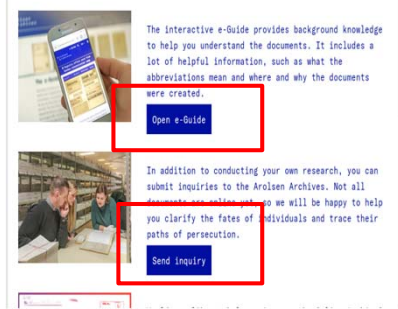 The interactive e-Guide provides background knowledge
to help you understand the documents. It includes a
lot of helpful information, such as what the
abbreviations mean and where and why the documents
were created.
Open e-Guide
In addition to conducting your own research, you can
submit inquiries to the Arolsen Archives. Not all
documents are online yet, so we will be happy to help
you clarify the fates of individuals and trace their
paths of persecution.
Send inquiry